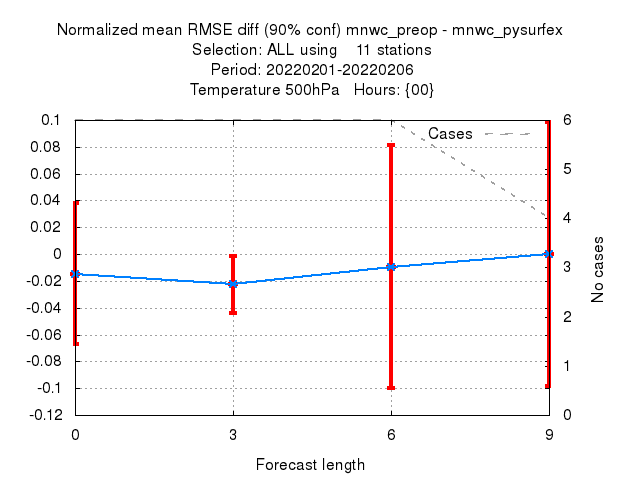 Normalized mean RMSE diff (90% conf) mnwc_preop - mnwc_pysurfex
Selection: ALL using    11 stations
Period: 20220201-20220206
Temperature 500hPa   Hours: {00}
0.1
0.08
0.06
0.04
0.02
0
-0.02
-0.04
-0.06
-0.08
-0.1
-0.12
Cases
6
5
4
3
2
1
0
No cases
0 3 6 9
Forecast length